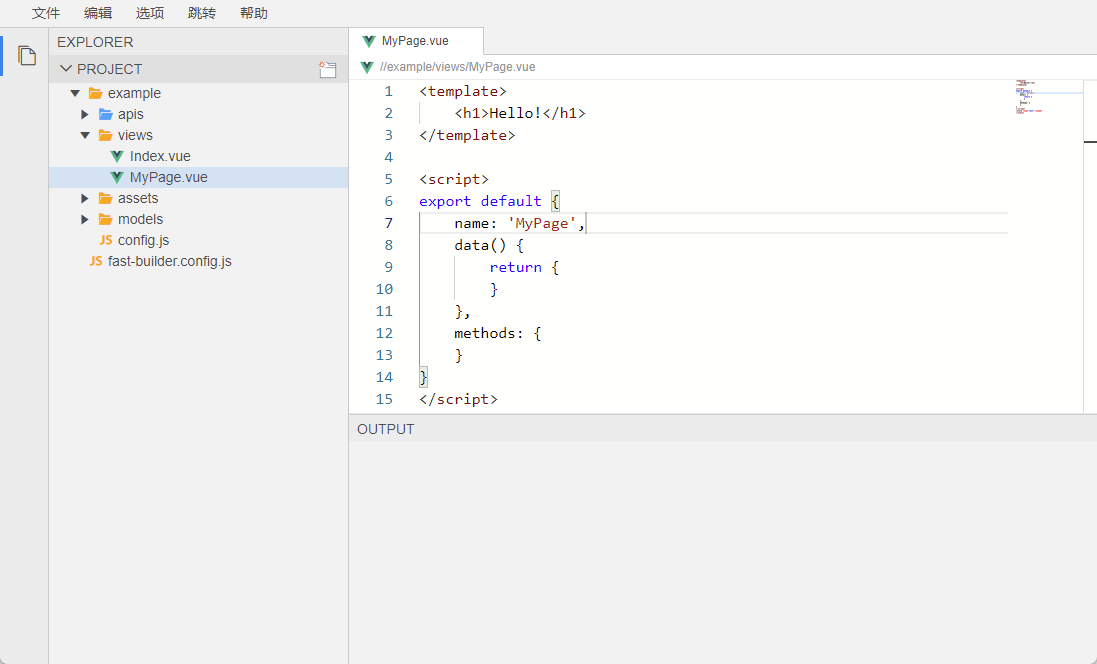 文件 编辑 选项 跳转 帮助
EXPLORER
PROJECT
example
apis
views
Index.vue
MyPage.vue
assets
models
JS config.js
JS fast-builder.config.js
MyPage.vue
//example/views/MyPage.vue
1 <template>
2 <h1>Hello!</h1>
3 </template>
4
5 <script>
6 export default {
7 name: 'MyPage',
8 data() {
9 return {
10 }
11 },
12 methods: {
13 }
14 }
15 </script>
OUTPUT